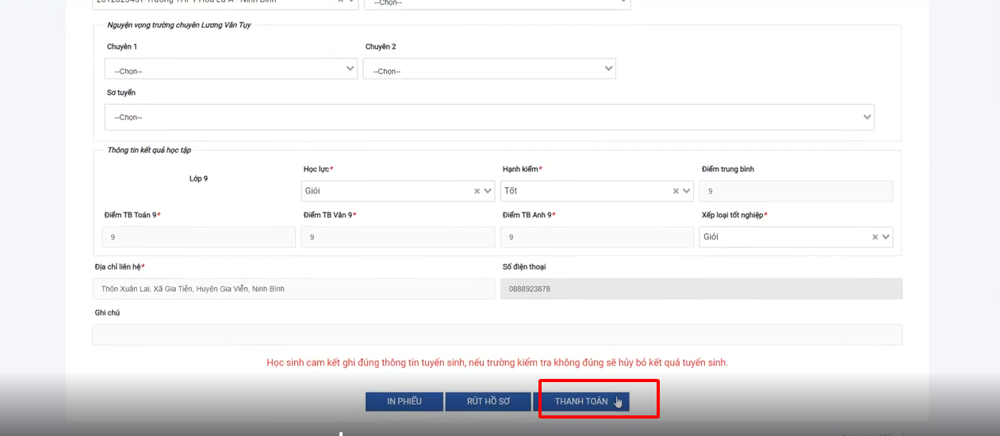 --Chọn--
Nguyện vọng trường chuyên Lương Văn Tụy
Chuyên 1 Chuyên 2
--Chọn-- --Chọn--
Sơ tuyển
--Chọn--
Thông tin kết quả học tập
Học lực* Hạnh kiểm* Điểm trung bình
Lớp 9
Giỏi Tốt 9
Điểm TB Toán 9* Điểm TB Văn 9* Điểm TB Anh 9* Xếp loại tốt nghiệp*
9 9 9 Giỏi
Địa chỉ liên hệ* Số điện thoại
Thôn Xuân Lai, Xã Gia Tiến, Huyện Gia Viễn, Ninh Bình 0888923878
Ghi chú
Học sinh cam kết ghi đúng thông tin tuyển sinh, nếu trường kiểm tra không đúng sẽ hủy bỏ kết quả tuyển sinh.
IN PHIẾU RÚT HỒ SƠ THANH TOÁN